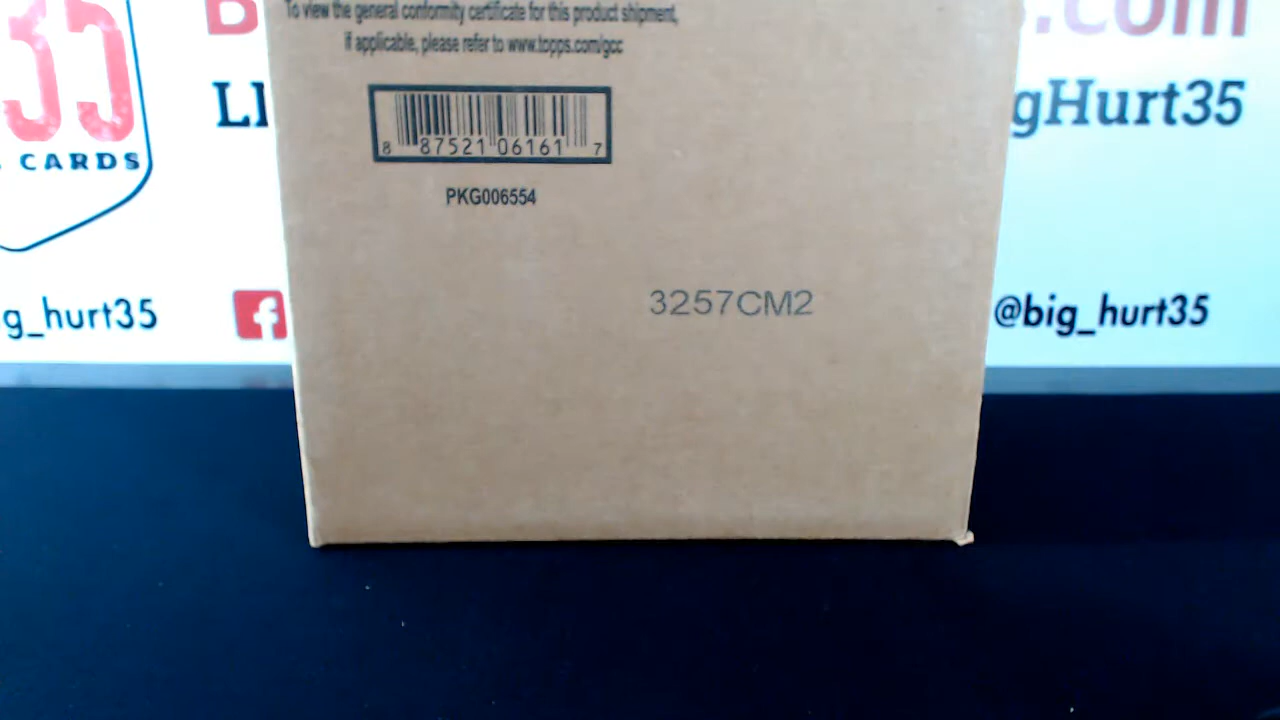 To view the general conformity certificate for this product shipment,
if applicable, please refer to www.topps.com/gcc
8 87521 06161 7
PKG006554
3257CM2
35
CARDS
B
.com
gHurt35
g_hurt35
f
@big_hurt35